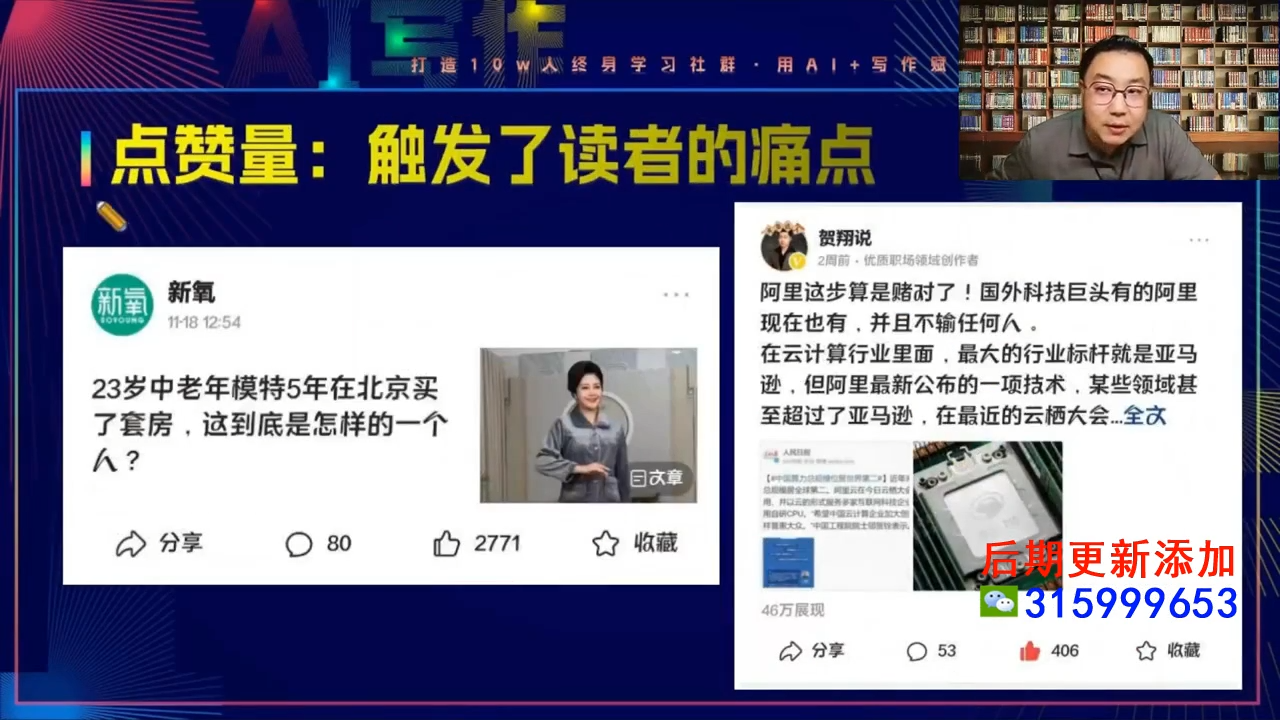 AI写作
打造10w人终身学习社群·用AI+写作赋
点赞量：触发了读者的痛点
新氧
SOYOUNG
新氧
11-18 12:54
23岁中老年模特5年在北京买
了套房，这到底是怎样的一个
人？
文章
分享
80
2771
收藏
贺翔说
2周前·优质职场领域创作者
阿里这步算是赌对了！国外科技巨头有的阿里
现在也有，并且不输任何人。
在云计算行业里面，最大的行业标杆就是亚马
逊，但阿里最新公布的一项技术，某些领域甚
至超过了亚马逊，在最近的云栖大会...全文
人民日报
46万展现
分享
53
406
收藏
后期更新添加
315999653